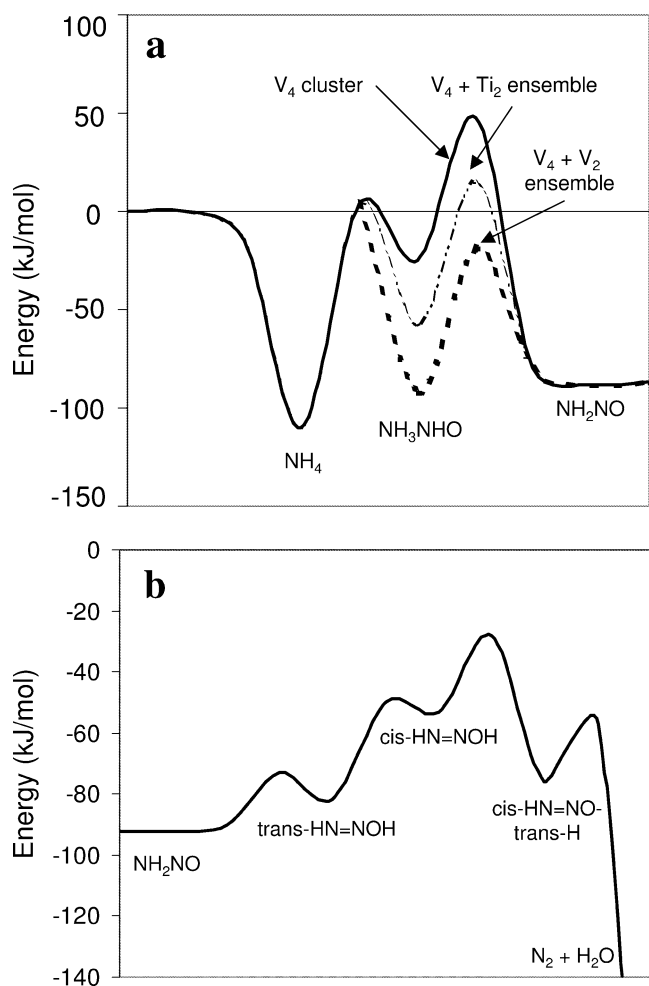 100
a
V4 cluster
V4 + Ti2 ensemble
50
V4 + V2
ensemble
0
Energy (kJ/mol)
-50
-100
NH3NHO
NH2NO
NH4
-150
0
b
-20
-40
Energy (kJ/mol)
-60
cis-HN=NOH
-80
trans-HN=NOH
cis-HN=NO-
trans-H
NH2NO
-100
-120
N2 + H2O
-140